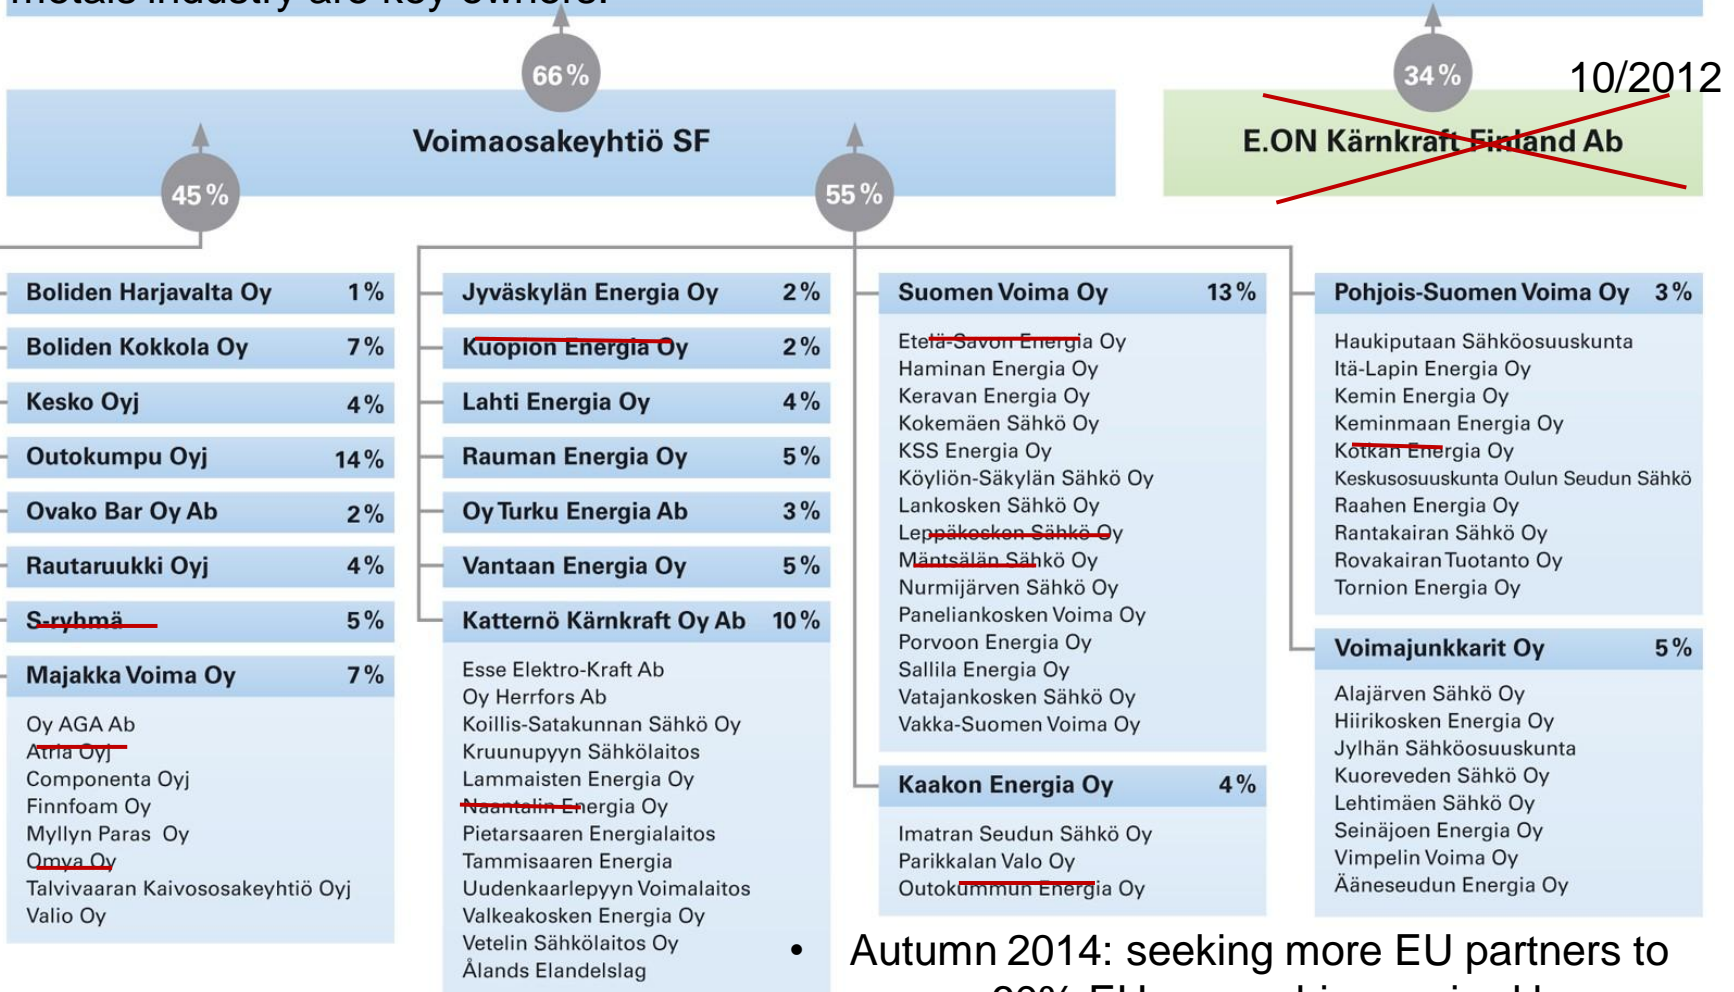 metals industry are key owners.
66%
34%
10/2012
Voimaosakeyhtiö SF
E.ON Kärnkraft Finland Ab
45%
55%
Boliden Harjavalta Oy 1%
Boliden Kokkola Oy 7%
Kesko Oyj 4%
Outokumpu Oyj 14%
Ovako Bar Oy Ab 2%
Rautaruukki Oyj 4%
S-ryhmä 5%
Majakka Voima Oy 7%
Oy AGA Ab
Atria Oyj
Componenta Oyj
Finnfoam Oy
Myllyn Paras Oy
Omya Oy
Talvivaaran Kaivososakeyhtiö Oyj
Valio Oy
Jyväskylän Energia Oy 2%
Kuopion Energia Oy 2%
Lahti Energia Oy 4%
Rauman Energia Oy 5%
Oy Turku Energia Ab 3%
Vantaan Energia Oy 5%
Katternö Kärnkraft Oy Ab 10%
Esse Elektro-Kraft Ab
Oy Herrfors Ab
Koillis-Satakunnan Sähkö Oy
Kruunupyyn Sähkölaitos
Lammaisten Energia Oy
Naantalin Energia Oy
Pietarsaaren Energialaitos
Tammisaaren Energia
Uudenkaarlepyyn Voimalaitos
Valkeakosken Energia Oy
Vetelin Sähkölaitos Oy
Ålands Elandelslag
Suomen Voima Oy 13%
Etelä-Savon Energia Oy
Haminan Energia Oy
Keravan Energia Oy
Kokemäen Sähkö Oy
KSS Energia Oy
Köyliön-Säkylän Sähkö Oy
Lankosken Sähkö Oy
Leppäkosken Sähkö Oy
Mäntsälän Sähkö Oy
Nurmijärven Sähkö Oy
Paneliankosken Voima Oy
Porvoon Energia Oy
Sallila Energia Oy
Vatajankosken Sähkö Oy
Vakka-Suomen Voima Oy
Kaakon Energia Oy 4%
Imatran Seudun Sähkö Oy
Parikkalan Valo Oy
Outokummun Energia Oy
Pohjois-Suomen Voima Oy 3%
Haukiputaan Sähköosuuskunta
Itä-Lapin Energia Oy
Kemin Energia Oy
Keminmaan Energia Oy
Kotkan Energia Oy
Keskusosuuskunta Oulun Seudun Sähkö
Raahen Energia Oy
Rantakairan Sähkö Oy
Rovakairan Tuotanto Oy
Tornion Energia Oy
Voimajunkkarit Oy 5%
Alajärven Sähkö Oy
Hiirikosken Energia Oy
Jylhän Sähköosuuskunta
Kuoreveden Sähkö Oy
Lehtimäen Sähkö Oy
Seinäjoen Energia Oy
Vimpelin Voima Oy
Ääneseudun Energia Oy
• Autumn 2014: seeking more EU partners to